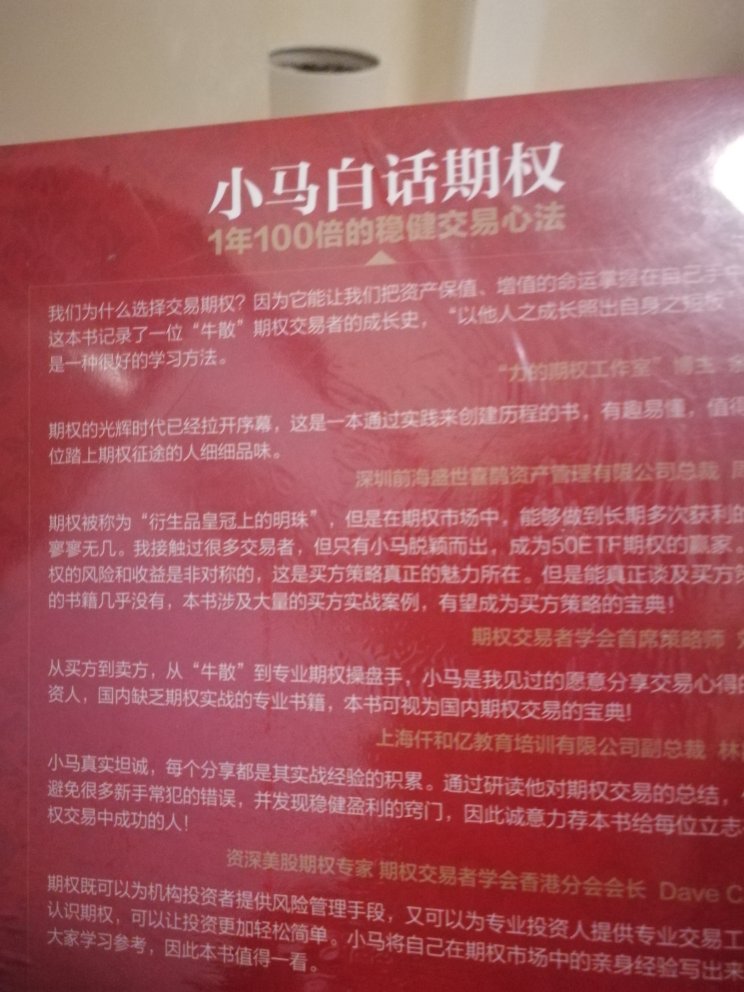 小马白话期权
1年100倍的稳健交易心法
我们为什么选择交易期权？因为它能让我们把资产保值、增值的命运掌握在自己手中
这本书记录了一位“牛散”期权交易者的成长史，“以他人之成长照出自身之短板”
是一种很好的学习方法。
“力的期权工作室”博主
期权的光辉时代已经拉开序幕，这是一本通过实践来创建历程的书，有趣易懂，值得
位踏上期权征途的人细细品味。
深圳前海盛世喜鹊资产管理有限公司总裁
期权被称为“衍生品皇冠上的明珠”，但是在期权市场中，能够做到长期多次获利的
寥寥无几。我接触过很多交易者，但只有小马脱颖而出，成为50ETF期权的赢家。
权的风险和收益是非对称的，这是买方策略真正的魅力所在。但是能真正谈及买方策
的书籍几乎没有，本书涉及大量的买方实战案例，有望成为买方策略的宝典！
期权交易者学会首席策略师
从买方到卖方，从“牛散”到专业期权操盘手，小马是我见过的愿意分享交易心得的
资人，国内缺乏期权实战的专业书籍，本书可视为国内期权交易的宝典！
上海仟和亿教育培训有限公司副总裁 林
小马真实坦诚，每个分享都是其实战经验的积累。通过研读他对期权交易的总结，
避免很多新手常犯的错误，并发现稳健盈利的窍门，因此诚意力荐本书给每位立志
权交易中成功的人！
资深美股期权专家 期权交易者学会香港分会会长 Dave C
期权既可以为机构投资者提供风险管理手段，又可以为专业投资人提供专业交易工
认识期权，可以让投资更加轻松简单。小马将自己在期权市场中的亲身经验写出来
大家学习参考，因此本书值得一看。